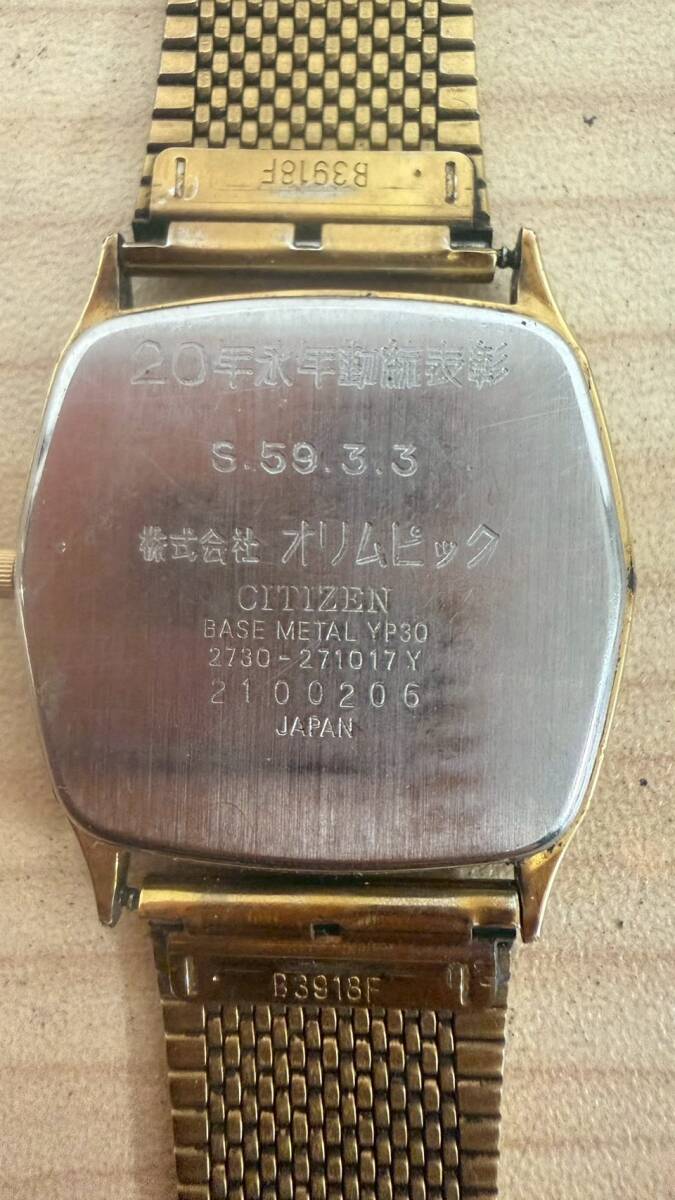 B3918F
20年永年勤続表彰
S.59.3.3
株式会社 オリムピック
CITIZEN
BASE METAL YP30
2730-271017Y
2100206
JAPAN
B3918F